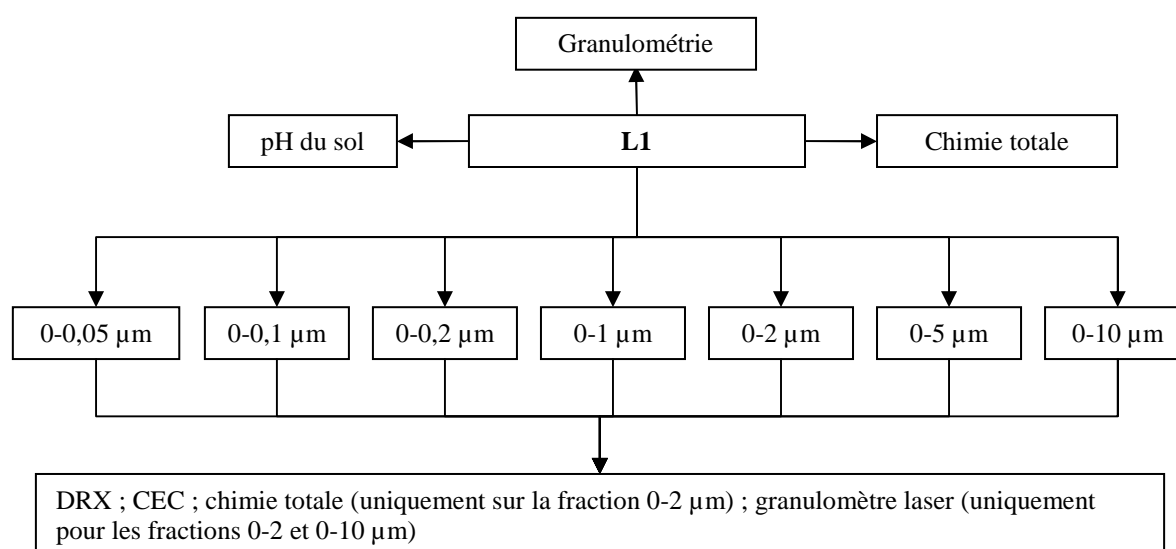 Granulométrie
pH du sol
L1
Chimie totale
0-0,05 µm
0-0,1 µm
0-0,2 µm
0-1 µm
0-2 µm
0-5 µm
0-10 µm
DRX ; CEC ; chimie totale (uniquement sur la fraction 0-2 µm) ; granulomètre laser (uniquement
pour les fractions 0-2 et 0-10 µm)